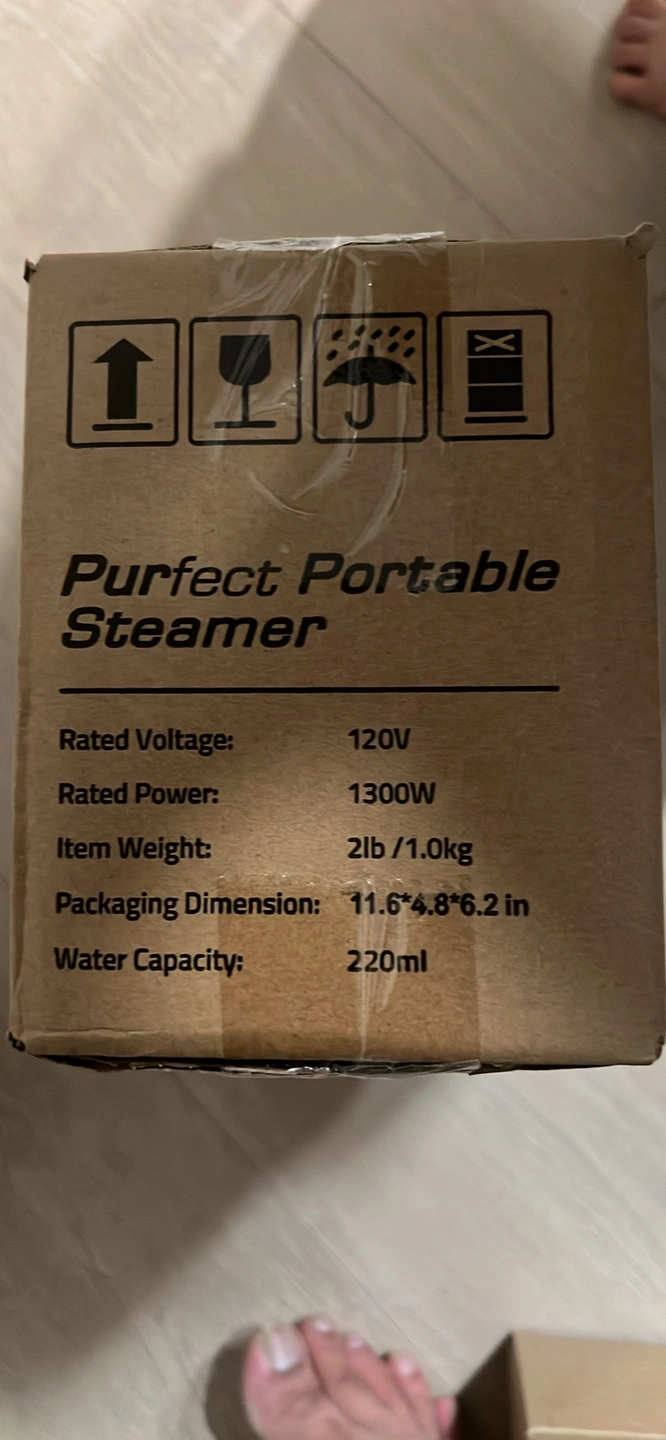 Purfect Portable
Steamer
Rated Voltage: 120V
Rated Power: 1300W
Item Weight: 2lb /1.0kg
Packaging Dimension: 11.6*4.8*6.2 in
Water Capacity: 220ml